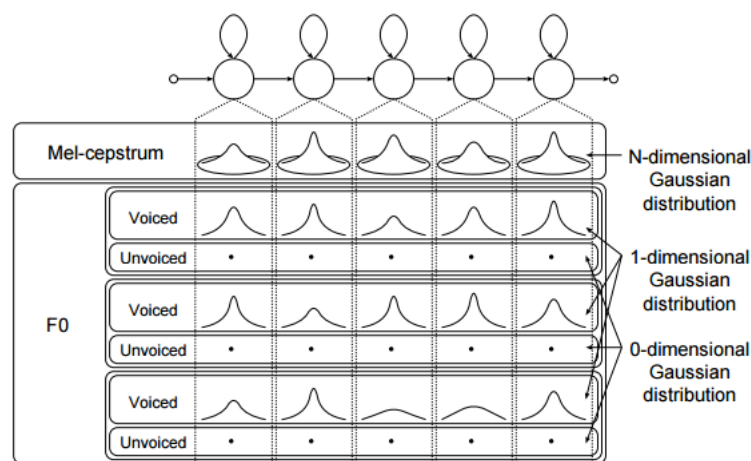 Mel-cepstrum
N-dimensional
Gaussian
distribution
F0
Voiced
Unvoiced
Voiced
Unvoiced
Voiced
Unvoiced
1-dimensional
Gaussian
distribution
0-dimensional
Gaussian
distribution